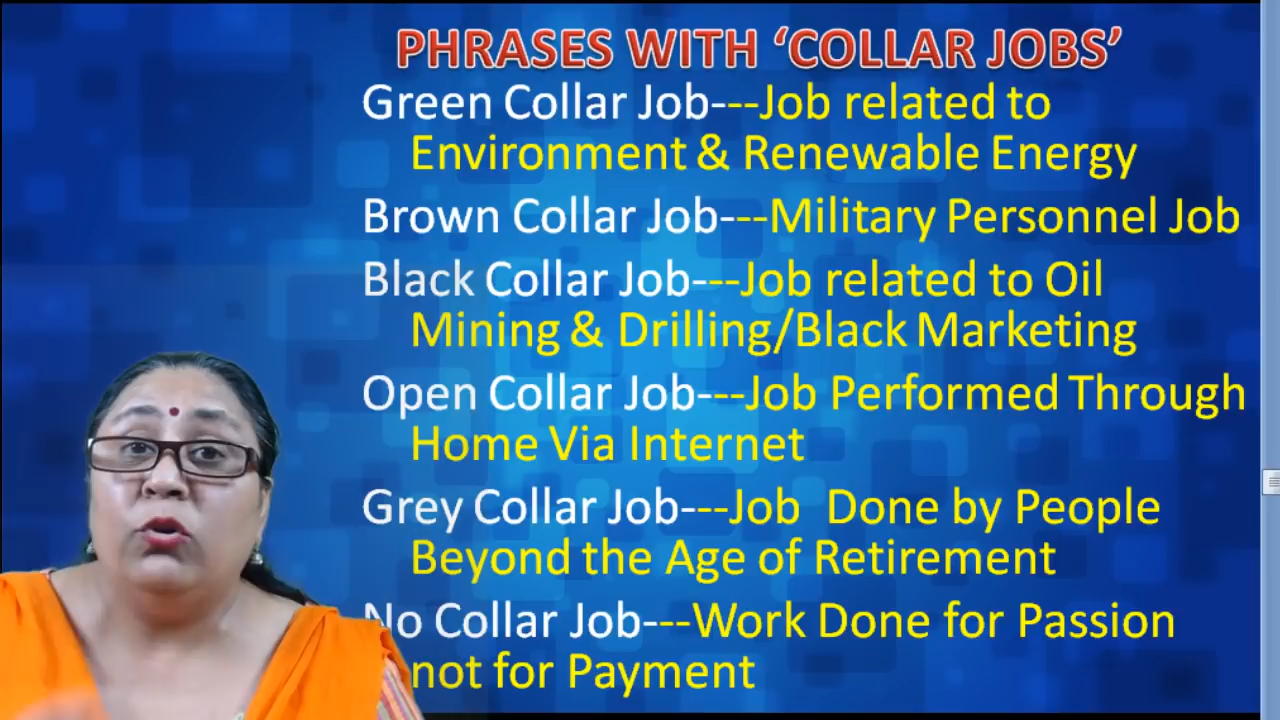 PHRASES WITH ‘COLLAR JOBS’
Green Collar Job---Job related to
Environment & Renewable Energy
Brown Collar Job---Military Personnel Job
Black Collar Job---Job related to Oil
Mining & Drilling/Black Marketing
Open Collar Job---Job Performed Through
Home Via Internet
Grey Collar Job---Job Done by People
Beyond the Age of Retirement
No Collar Job---Work Done for Passion
not for Payment